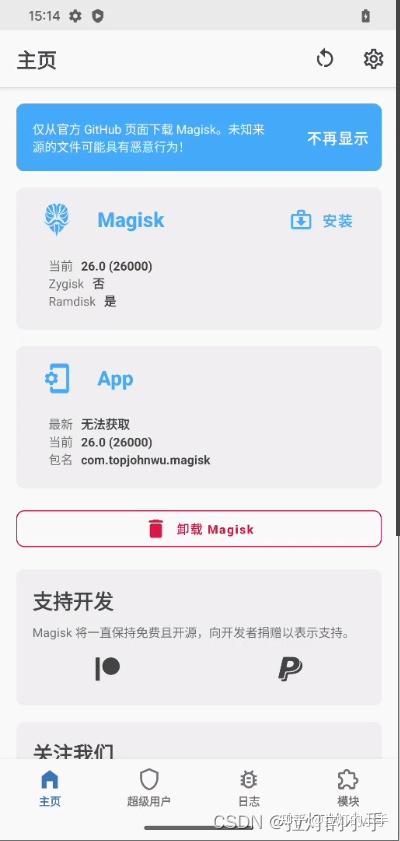 15:14
主页
仅从官方 GitHub 页面下载 Magisk。未知来
源的文件可能具有恶意行为！
不再显示
Magisk
安装
当前 26.0 (26000)
Zygisk 否
Ramdisk 是
App
最新 无法获取
当前 26.0 (26000)
包名 com.topjohnwu.magisk
卸载 Magisk
支持开发
Magisk 将一直保持免费且开源，向开发者捐赠以表示支持。
关注我们
主页 超级用户 日志 模块
CSDN @拉灯的小手